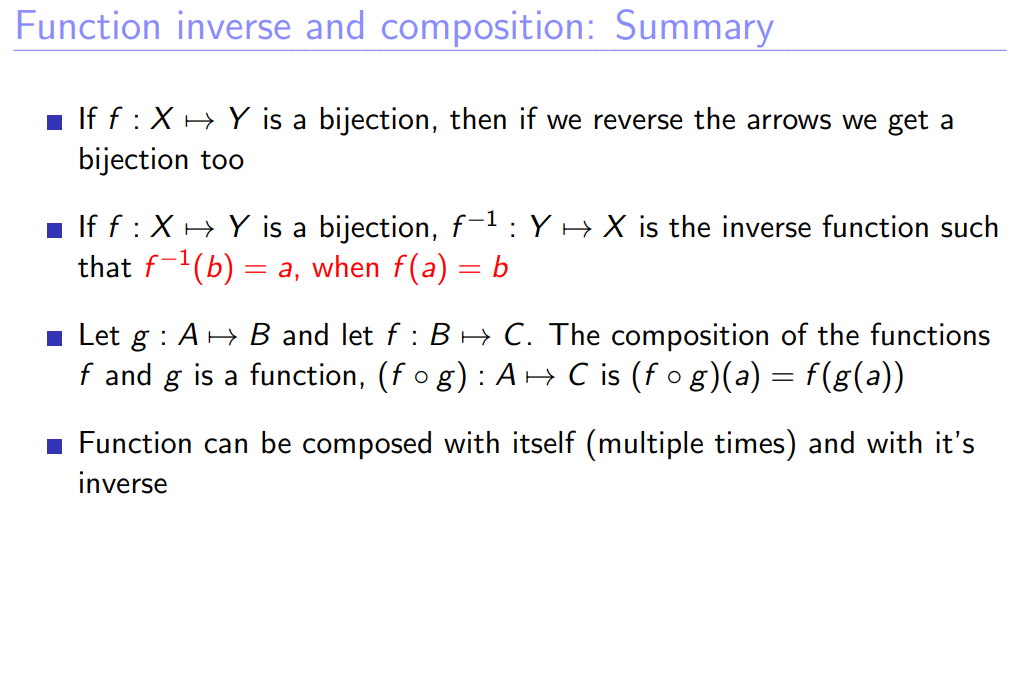 Function inverse and composition: Summary
If f : X ↦ Y is a bijection, then if we reverse the arrows we get a
bijection too
If f : X ↦ Y is a bijection, f⁻¹ : Y ↦ X is the inverse function such
that f⁻¹(b) = a, when f(a) = b
Let g : A ↦ B and let f : B ↦ C. The composition of the functions
f and g is a function, (f ∘ g) : A ↦ C is (f ∘ g)(a) = f(g(a))
Function can be composed with itself (multiple times) and with it's
inverse